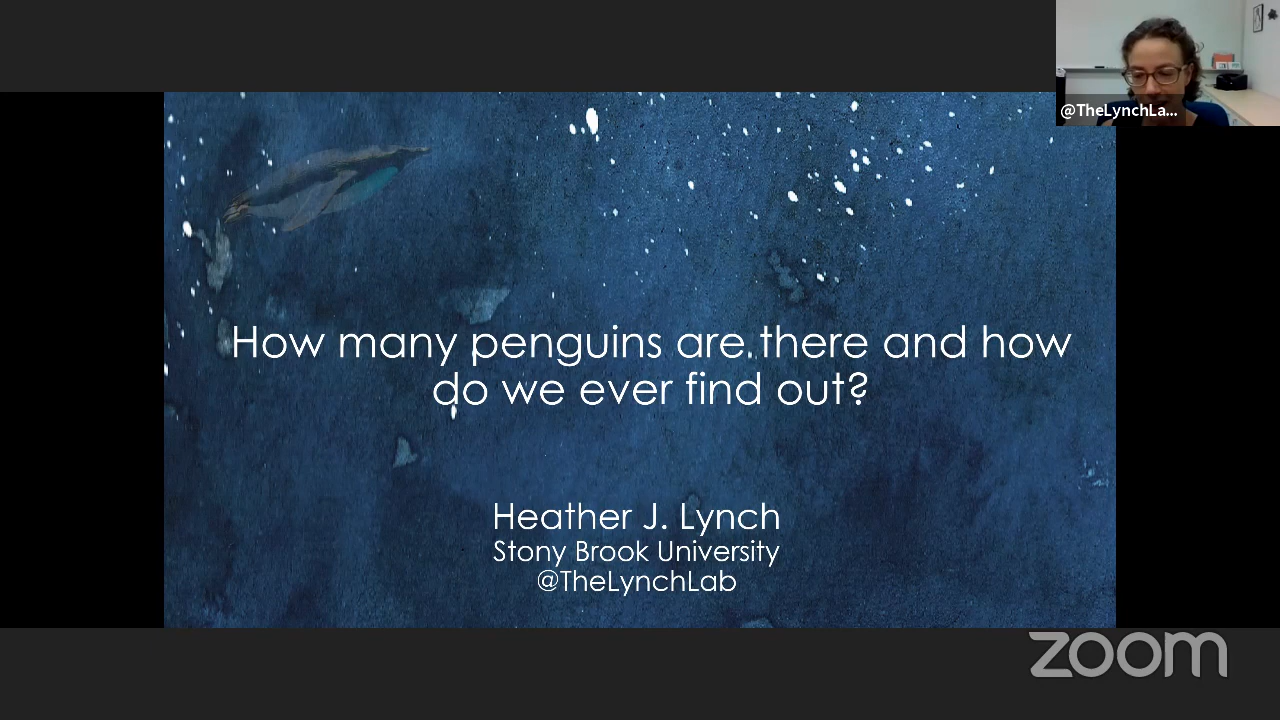 @TheLynchLa...
How many penguins are there and how
do we ever find out?
Heather J. Lynch
Stony Brook University
@TheLynchLab
zoom